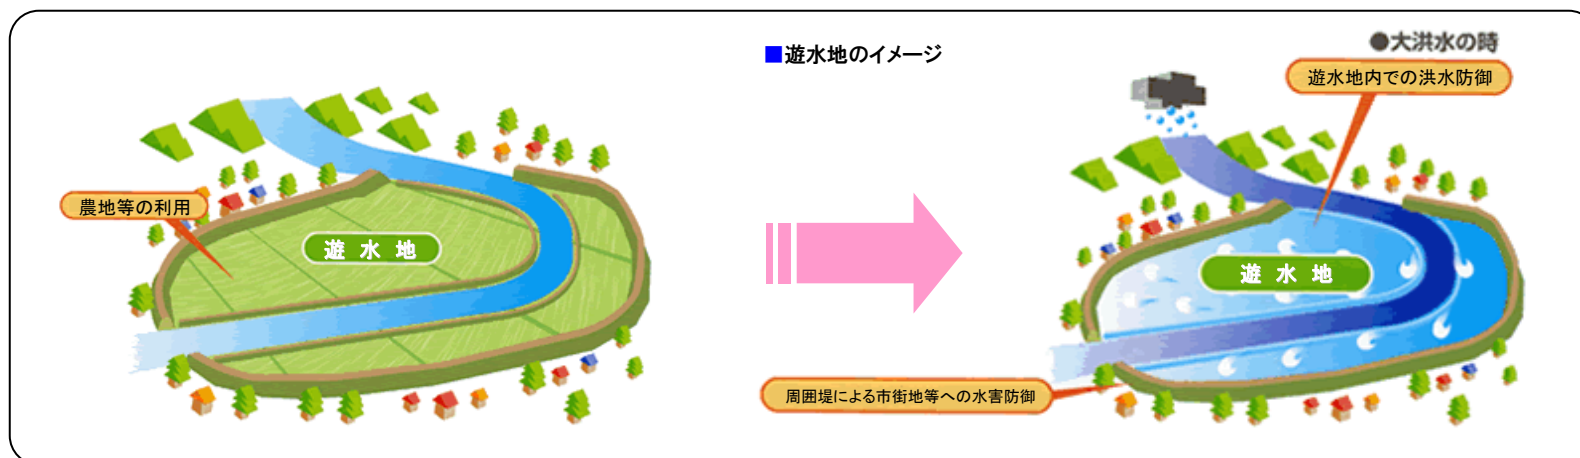 ■遊水地のイメージ
農地等の利用
遊水地
●大洪水の時
遊水地内での洪水防御
遊水地
周囲堤による市街地等への水害防御